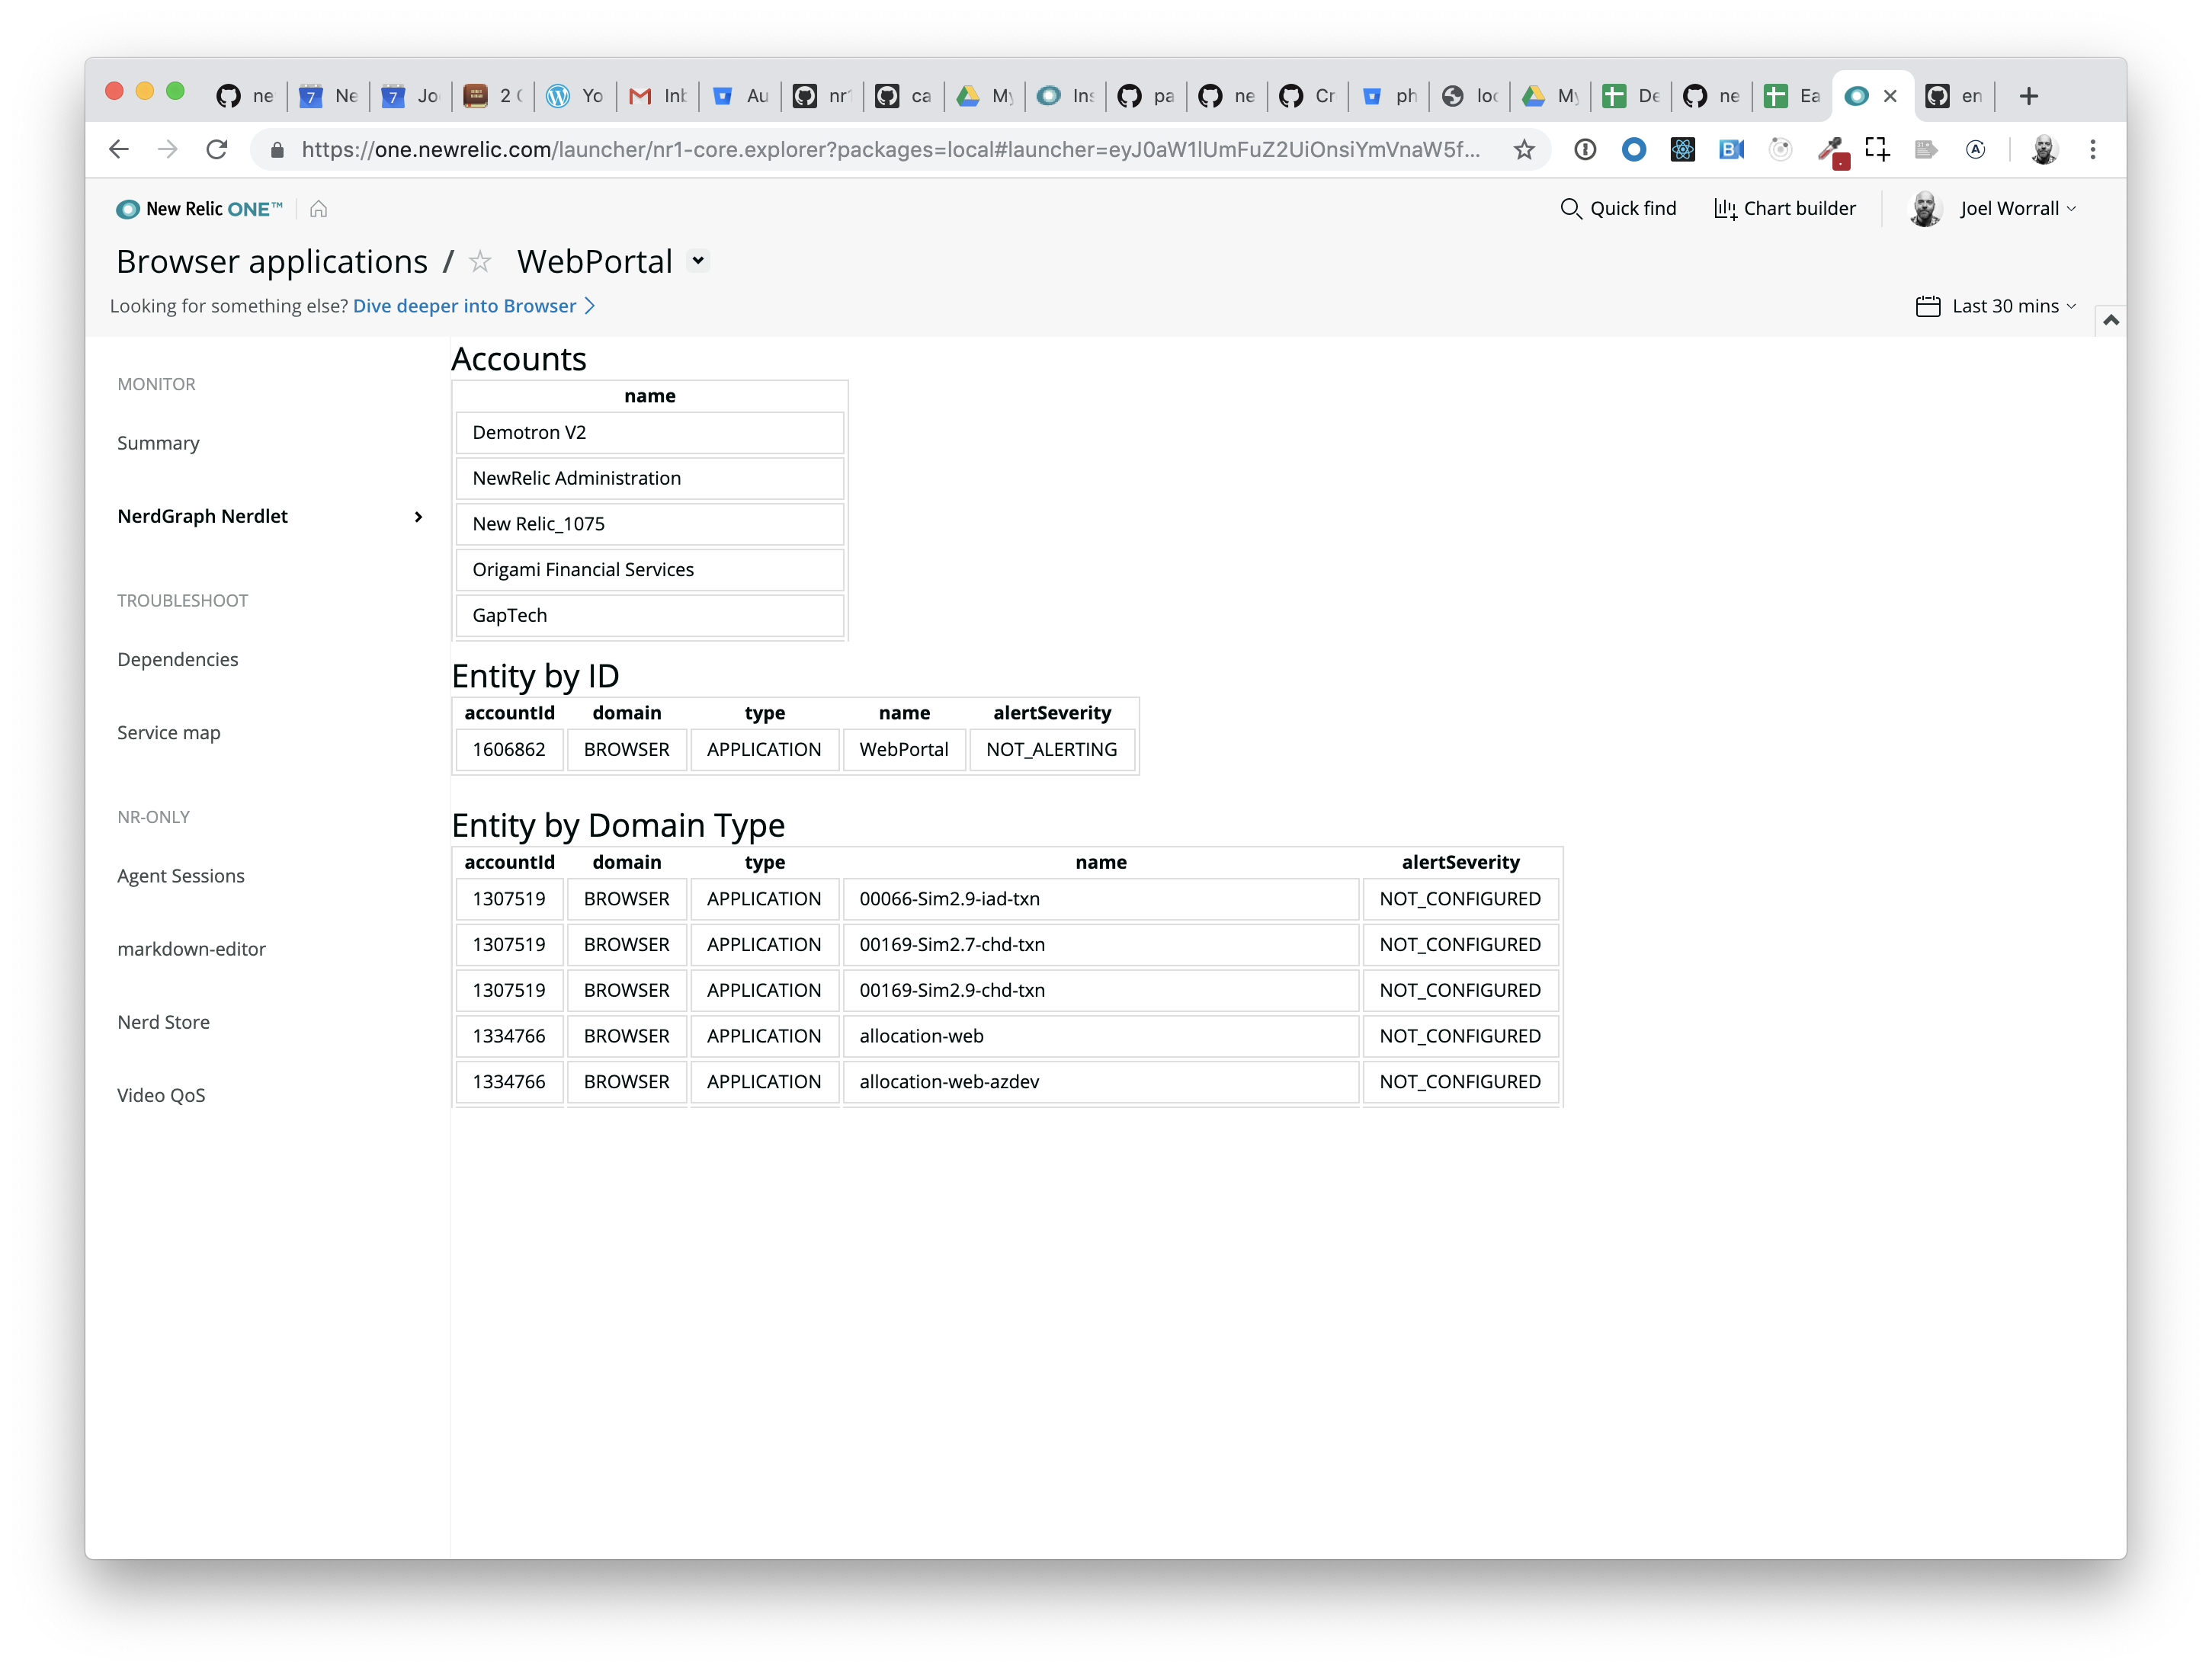 ne Ne Jo 2 Yo Inb Au nr ca My Ins pa ne Cr ph loc My De ne Ea en
https://one.newrelic.com/launcher/nr1-core.explorer?packages=local#launcher=eyJ0aW1lUmFuZ2UiOnsiYmVnaW5f...
New Relic ONE™ Quick find Chart builder Joel Worrall
Browser applications / WebPortal
Looking for something else? Dive deeper into Browser Last 30 mins
MONITOR
Summary
NerdGraph Nerdlet
TROUBLESHOOT
Dependencies
Service map
NR-ONLY
Agent Sessions
markdown-editor
Nerd Store
Video QoS
Accounts
name
Demotron V2
NewRelic Administration
New Relic_1075
Origami Financial Services
GapTech
Entity by ID
accountId domain type name alertSeverity
1606862 BROWSER APPLICATION WebPortal NOT_ALERTING
Entity by Domain Type
accountId domain type name alertSeverity
1307519 BROWSER APPLICATION 00066-Sim2.9-iad-txn NOT_CONFIGURED
1307519 BROWSER APPLICATION 00169-Sim2.7-chd-txn NOT_CONFIGURED
1307519 BROWSER APPLICATION 00169-Sim2.9-chd-txn NOT_CONFIGURED
1334766 BROWSER APPLICATION allocation-web NOT_CONFIGURED
1334766 BROWSER APPLICATION allocation-web-azdev NOT_CONFIGURED